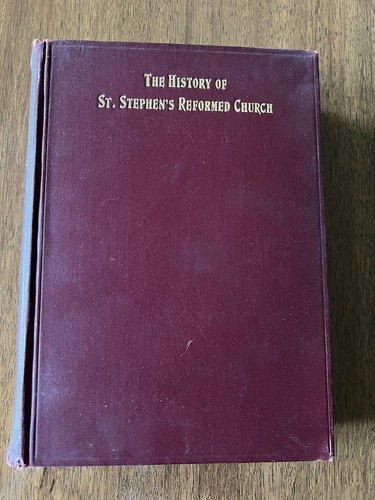 The History of
St. Stephen's Reformed Church